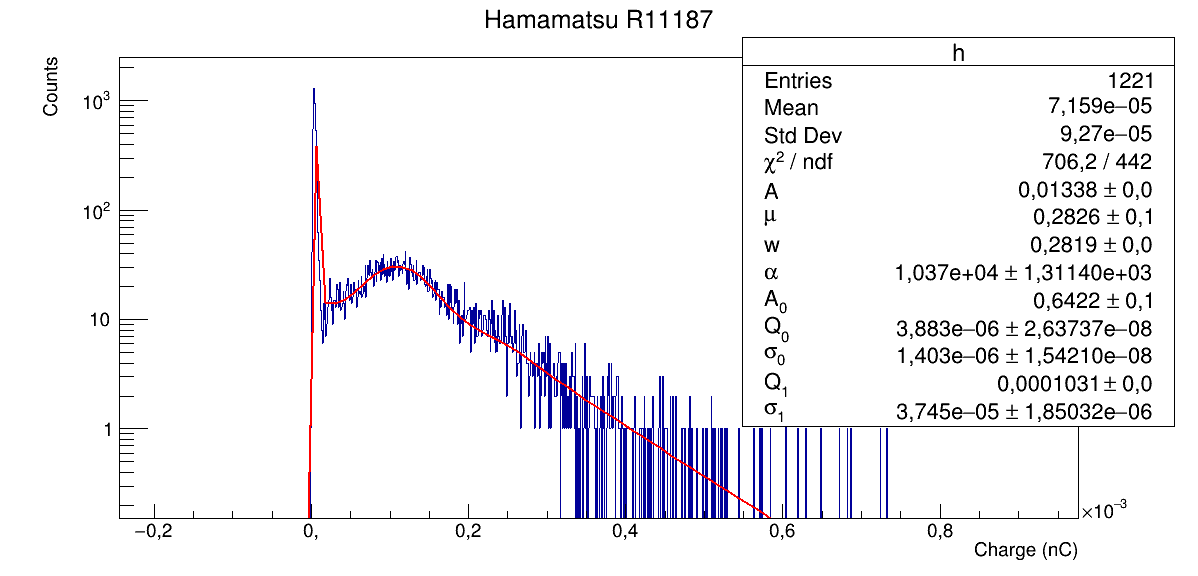 Hamamatsu R11187
h
Entries 1221
Mean 7,159e−05
Std Dev 9,27e−05
χ² / ndf 706,2 / 442
A 0,01338 ± 0,0
μ 0,2826 ± 0,1
w 0,2819 ± 0,0
α 1,037e+04 ± 1,31140e+03
A₀ 0,6422 ± 0,1
Q₀ 3,883e−06 ± 2,63737e−08
σ₀ 1,403e−06 ± 1,54210e−08
Q₁ 0,0001031 ± 0,0
σ₁ 3,745e−05 ± 1,85032e−06
Counts
10³
10²
10
1
−0,2 0, 0,2 0,4 0,6 0,8
×10⁻³
Charge (nC)